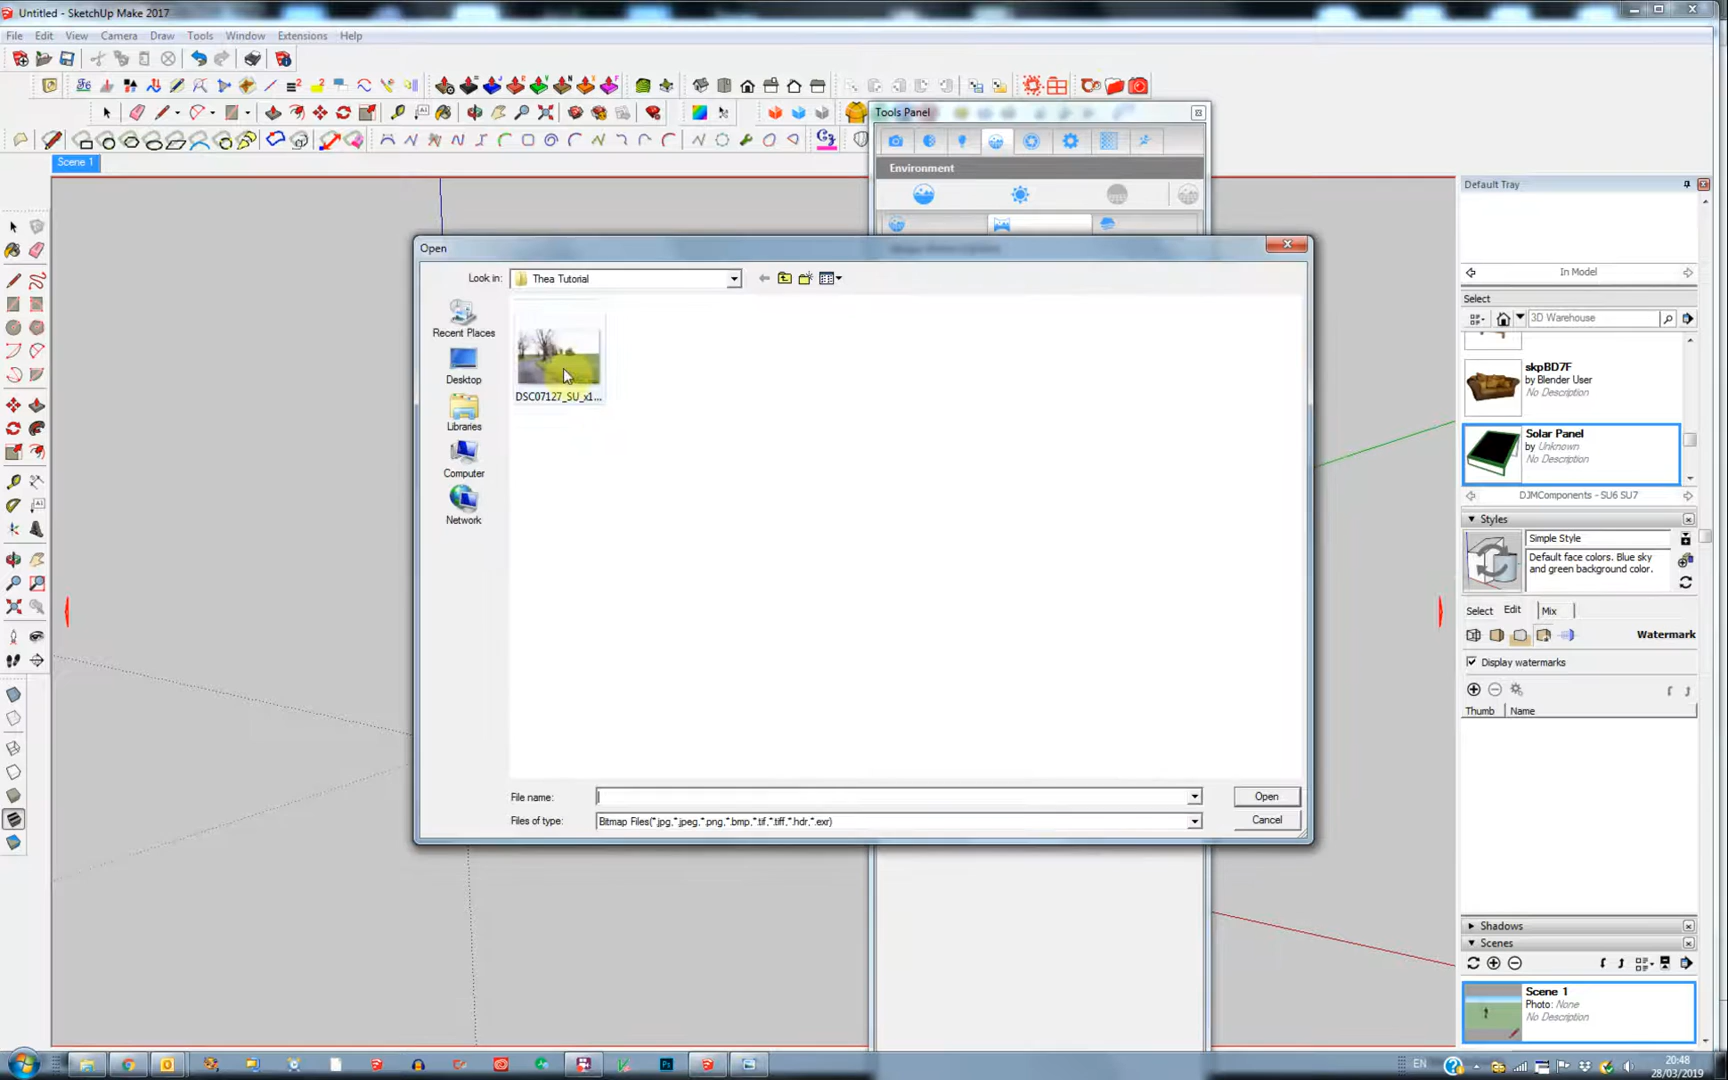 Untitled - SketchUp Make 2017
File Edit View Camera Draw Tools Window Extensions Help
Tools Panel
Scene 1
Environment
Default Tray
In Model
Select
3D Warehouse
skpBD7F
by Blender User
No Description
Solar Panel
by Unknown
No Description
DJMComponents - SU6 SU7
Styles
Simple Style
Default face colors. Blue sky
and green background color.
Select Edit Mix
Watermark
Display watermarks
Thumb Name
Shadows
Scenes
Scene 1
Photo: None
No Description
Open
Look in: Thea Tutorial
Recent Places
Desktop
Libraries
Computer
Network
DSC07127_SU_x1...
File name:
Open
Files of type: Bitmap Files(*.jpg,*.jpeg,*.png,*.bmp,*.tif,*.tiff,*.hdr,*.exr)
Cancel
EN
20:48
28/03/2019